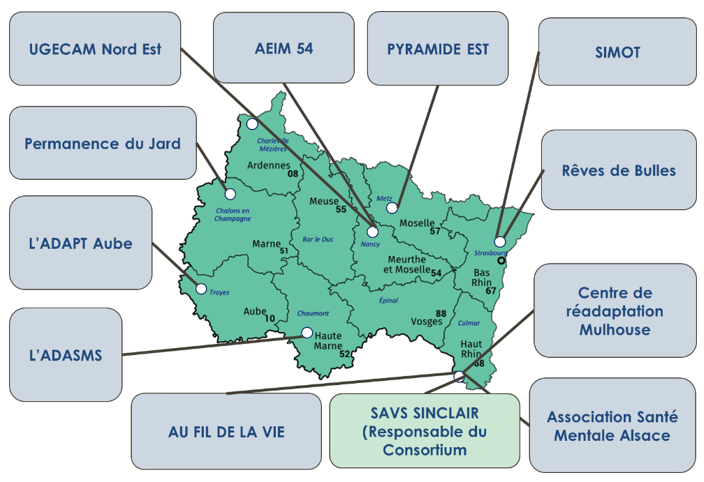 UGECAM Nord Est
AEIM 54
PYRAMIDE EST
SIMOT
Permanence du Jard
Rêves de Bulles
L'ADAPT Aube
L'ADASMS
Centre de
réadaptation
Mulhouse
AU FIL DE LA VIE
SAVS SINCLAIR
(Responsable du
Consortium
Association Santé
Mentale Alsace
Charleville
Mézières
Ardennes
08
Chalons en
Champagne
Marne
51
Meuse
55
Bar le Duc
Metz
Moselle
57
Nancy
Meurthe
et Moselle
54
Strasbourg
Bas
Rhin
67
Troyes
Aube
10
Chaumont
Haute
Marne
52
Épinal
88
Vosges
Colmar
Haut
Rhin
68